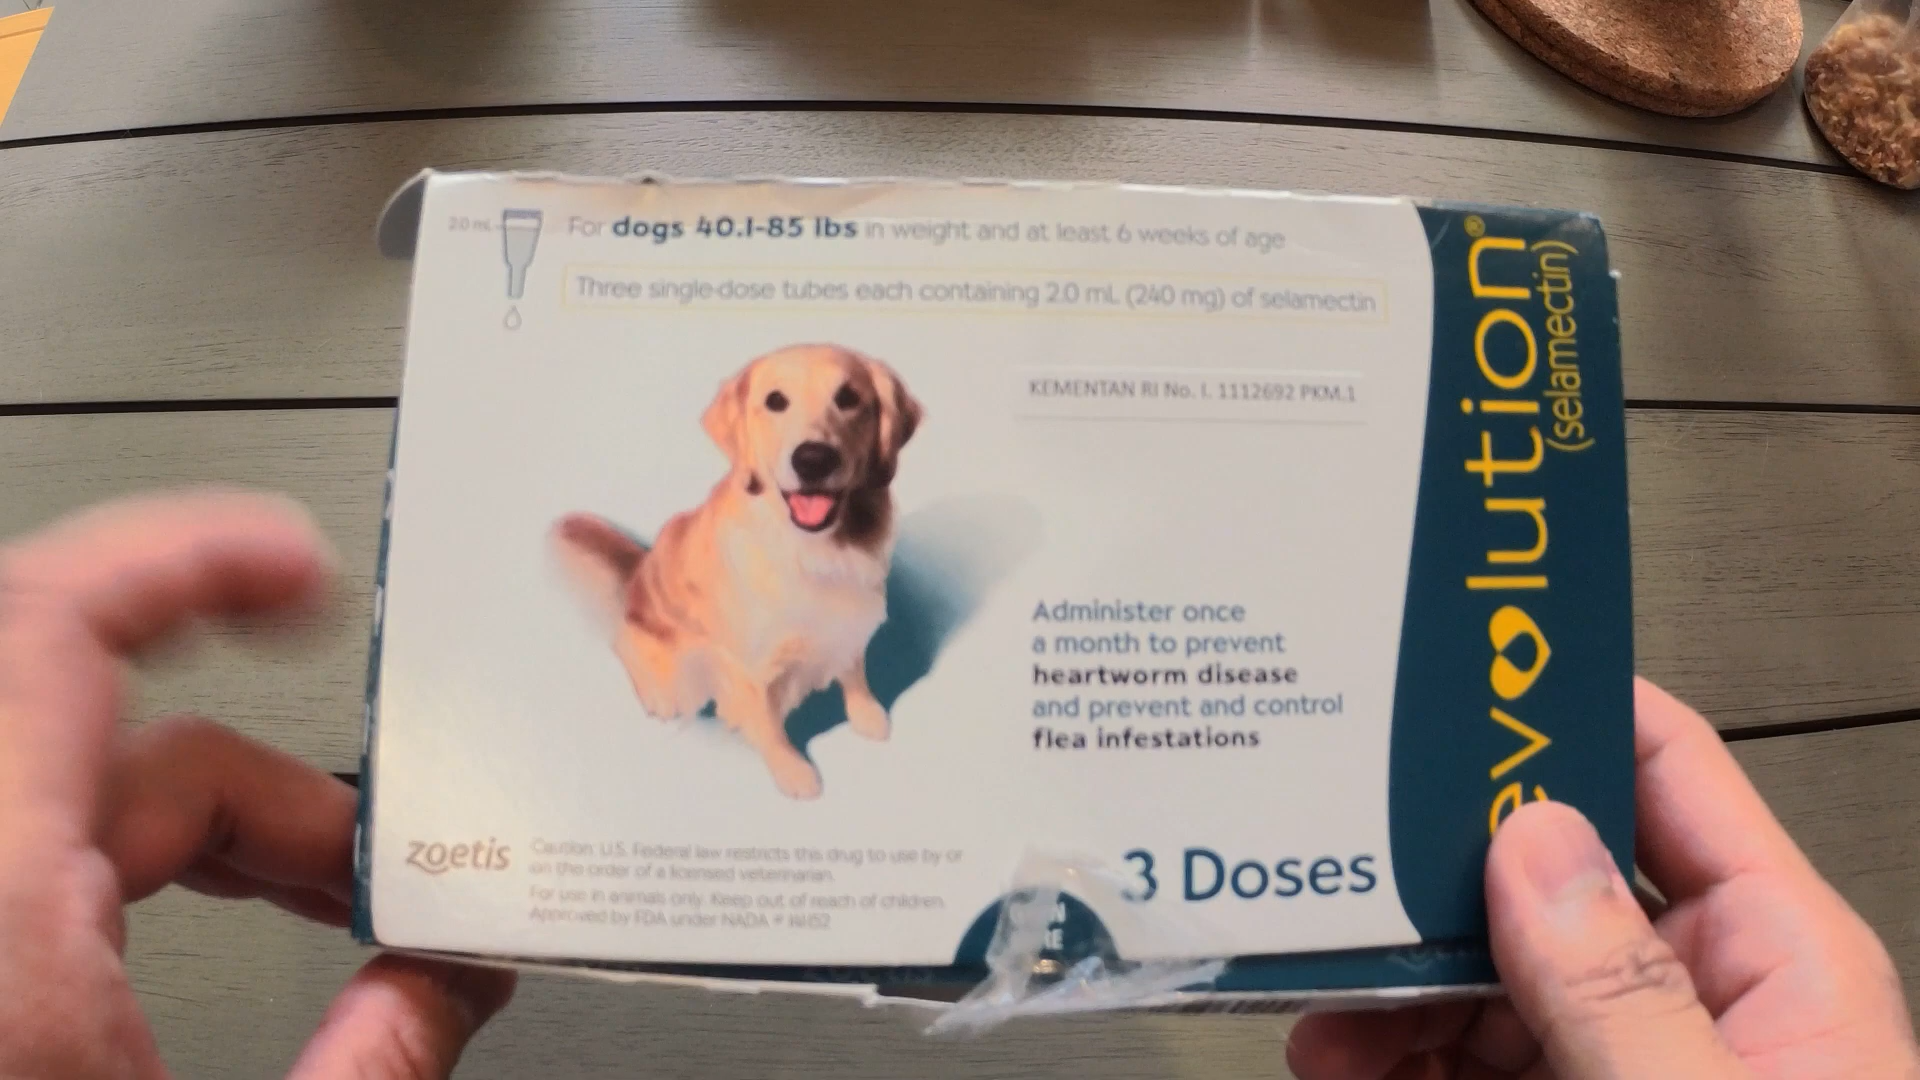 20 mL
For dogs 40.1-85 lbs in weight and at least 6 weeks of age
Three single-dose tubes each containing 2.0 mL (240 mg) of selamectin
KEMENTAN RI No. I. 1112692 PKM.1
Administer once
a month to prevent
heartworm disease
and prevent and control
flea infestations
3 Doses
zoetis
Caution: U.S. Federal law restricts this drug to use by or
on the order of a licensed veterinarian.
For use in animals only. Keep out of reach of children.
Approved by FDA under NADA #
evolution®
(selamectin)